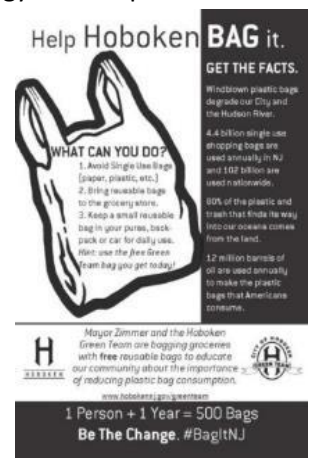 Help Hoboken BAG it.
GET THE FACTS.
Windblown plastic bags
degrade our City and
the Hudson River.
4.4 billion single use
shopping bags are
used annually in NJ
and 102 billion are
used nationwide.
80% of the plastic and
trash that finds its way
into our oceans comes
from the land.
12 million barrels of
oil are used annually
to make the plastic
bags that Americans
consume.
WHAT CAN YOU DO?
1. Avoid Single Use Bags
(paper, plastic, etc.)
2. Bring reusable bags
to the grocery store.
3. Keep a small reusable
bag in your purse, back-
pack or car for daily use.
Hint: use the free Green
Team bag you get today!
H
HOBOKEN
Mayor Zimmer and the Hoboken
Green Team are bagging groceries
with free reusable bags to educate
our community about the importance
of reducing plastic bag consumption.
www.hobokennj.gov/greenteam
CITY OF HOBOKEN
GREEN TEAM
1 Person + 1 Year = 500 Bags
Be The Change. #BagItNJ